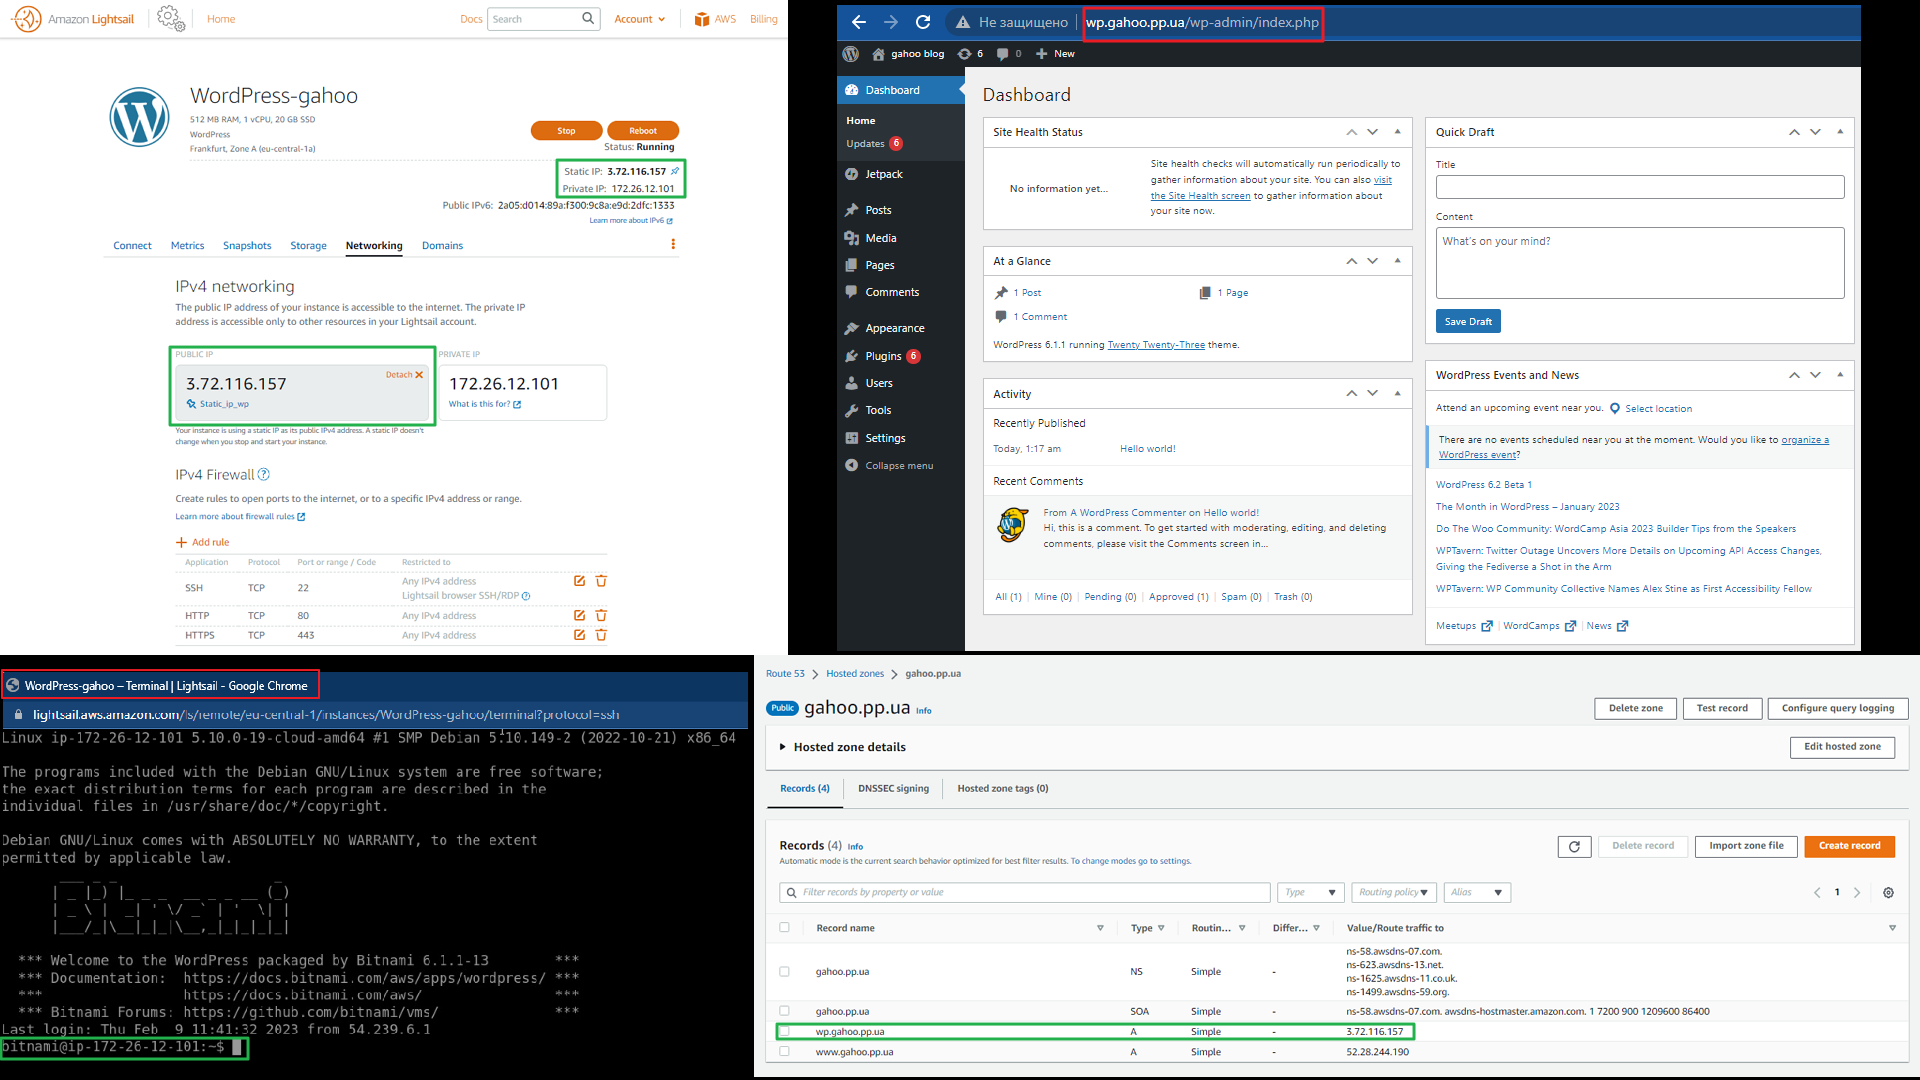 Amazon Lightsail
Home
Docs
Search
Account
AWS
Billing
WordPress-gahoo
512 MB RAM, 1 vCPU, 20 GB SSD
WordPress
Frankfurt, Zone A (eu-central-1a)
Stop
Reboot
Status: Running
Static IP: 3.72.116.157
Private IP: 172.26.12.101
Public IPv6: 2a05:d014:89a:f300:9c8a:e9d:2dfc:1333
Learn more about IPv6
Connect
Metrics
Snapshots
Storage
Networking
Domains
IPv4 networking
The public IP address of your instance is accessible to the internet. The private IP
address is accessible only to other resources in your Lightsail account.
PUBLIC IP
3.72.116.157
Detach
Static_ip_wp
PRIVATE IP
172.26.12.101
What is this for?
Your instance is using a static IP as its public IPv4 address. A static IP doesn't
change when you stop and start your instance.
IPv4 Firewall
Create rules to open ports to the internet, or to a specific IPv4 address or range.
Learn more about firewall rules
Add rule
Application Protocol Port or range / Code Restricted to
SSH TCP 22 Any IPv4 address
Lightsail browser SSH/RDP
HTTP TCP 80 Any IPv4 address
HTTPS TCP 443 Any IPv4 address
Не защищено | wp.gahoo.pp.ua/wp-admin/index.php
gahoo blog 6 0 New
Dashboard
Home
Updates 6
Jetpack
Posts
Media
Pages
Comments
Appearance
Plugins 6
Users
Tools
Settings
Collapse menu
Dashboard
Site Health Status
No information yet...
Site health checks will automatically run periodically to
gather information about your site. You can also visit
the Site Health screen to gather information about
your site now.
At a Glance
1 Post
1 Page
1 Comment
WordPress 6.1.1 running Twenty Twenty-Three theme.
Activity
Recently Published
Today, 1:17 am Hello world!
Recent Comments
From A WordPress Commenter on Hello world!
Hi, this is a comment. To get started with moderating, editing, and deleting
comments, please visit the Comments screen in...
All (1) | Mine (0) | Pending (0) | Approved (1) | Spam (0) | Trash (0)
Quick Draft
Title
Content
What's on your mind?
Save Draft
WordPress Events and News
Attend an upcoming event near you. Select location
There are no events scheduled near you at the moment. Would you like to organize a
WordPress event?
WordPress 6.2 Beta 1
The Month in WordPress – January 2023
Do The Woo Community: WordCamp Asia 2023 Builder Tips from the Speakers
WPTavern: Twitter Outage Uncovers More Details on Upcoming API Access Changes,
Giving the Fediverse a Shot in the Arm
WPTavern: WP Community Collective Names Alex Stine as First Accessibility Fellow
Meetups | WordCamps | News
WordPress-gahoo – Terminal | Lightsail - Google Chrome
lightsail.aws.amazon.com/ls/remote/eu-central-1/instances/WordPress-gahoo/terminal?protocol=ssh
Linux ip-172-26-12-101 5.10.0-19-cloud-amd64 #1 SMP Debian 5.10.149-2 (2022-10-21) x86_64
The programs included with the Debian GNU/Linux system are free software;
the exact distribution terms for each program are described in the
individual files in /usr/share/doc/*/copyright.
Debian GNU/Linux comes with ABSOLUTELY NO WARRANTY, to the extent
permitted by applicable law.
Bitnami
*** Welcome to the WordPress packaged by Bitnami 6.1.1-13 ***
*** Documentation: https://docs.bitnami.com/aws/apps/wordpress/ ***
*** https://docs.bitnami.com/aws/ ***
*** Bitnami Forums: https://github.com/bitnami/vms/ ***
Last login: Thu Feb 9 11:41:32 2023 from 54.239.6.1
bitnami@ip-172-26-12-101:~$
Route 53 > Hosted zones > gahoo.pp.ua
Public gahoo.pp.ua Info
Delete zone
Test record
Configure query logging
Hosted zone details
Edit hosted zone
Records (4)
DNSSEC signing
Hosted zone tags (0)
Records (4) Info
Automatic mode is the current search behavior optimized for best filter results. To change modes go to settings.
Delete record
Import zone file
Create record
Filter records by property or value
Type
Routing policy
Alias
1
Record name Type Routin... Differ... Value/Route traffic to
gahoo.pp.ua NS Simple - ns-58.awsdns-07.com.
ns-623.awsdns-13.net.
ns-1625.awsdns-11.co.uk.
ns-1499.awsdns-59.org.
gahoo.pp.ua SOA Simple - ns-58.awsdns-07.com. awsdns-hostmaster.amazon.com. 1 7200 900 1209600 86400
wp.gahoo.pp.ua A Simple - 3.72.116.157
www.gahoo.pp.ua A Simple - 52.28.244.190